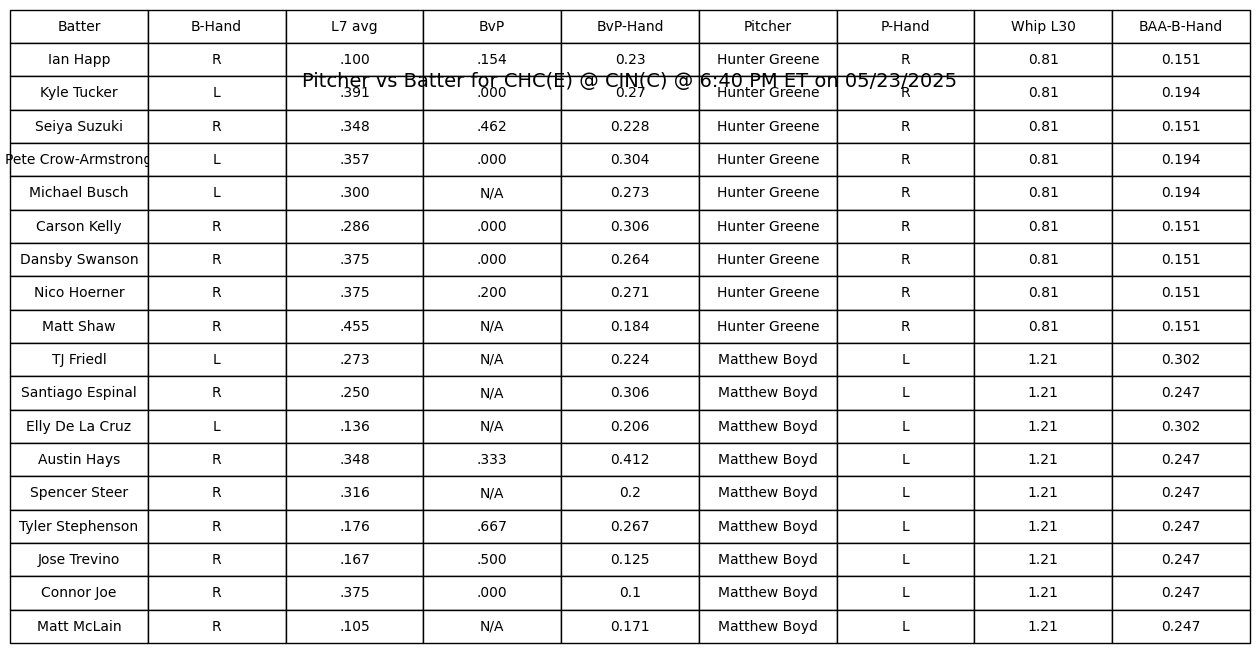 Batter B-Hand L7 avg BvP BvP-Hand Pitcher P-Hand Whip L30 BAA-B-Hand
Ian Happ R .100 .154 0.23 Hunter Greene R 0.81 0.151
Pitcher vs Batter for CHC(E) @ CIN(C) @ 6:40 PM ET on 05/23/2025
Kyle Tucker L .391 .000 0.27 Hunter Greene R 0.81 0.194
Seiya Suzuki R .348 .462 0.228 Hunter Greene R 0.81 0.151
Pete Crow-Armstrong L .357 .000 0.304 Hunter Greene R 0.81 0.194
Michael Busch L .300 N/A 0.273 Hunter Greene R 0.81 0.194
Carson Kelly R .286 .000 0.306 Hunter Greene R 0.81 0.151
Dansby Swanson R .375 .000 0.264 Hunter Greene R 0.81 0.151
Nico Hoerner R .375 .200 0.271 Hunter Greene R 0.81 0.151
Matt Shaw R .455 N/A 0.184 Hunter Greene R 0.81 0.151
TJ Friedl L .273 N/A 0.224 Matthew Boyd L 1.21 0.302
Santiago Espinal R .250 N/A 0.306 Matthew Boyd L 1.21 0.247
Elly De La Cruz L .136 N/A 0.206 Matthew Boyd L 1.21 0.302
Austin Hays R .348 .333 0.412 Matthew Boyd L 1.21 0.247
Spencer Steer R .316 N/A 0.2 Matthew Boyd L 1.21 0.247
Tyler Stephenson R .176 .667 0.267 Matthew Boyd L 1.21 0.247
Jose Trevino R .167 .500 0.125 Matthew Boyd L 1.21 0.247
Connor Joe R .375 .000 0.1 Matthew Boyd L 1.21 0.247
Matt McLain R .105 N/A 0.171 Matthew Boyd L 1.21 0.247